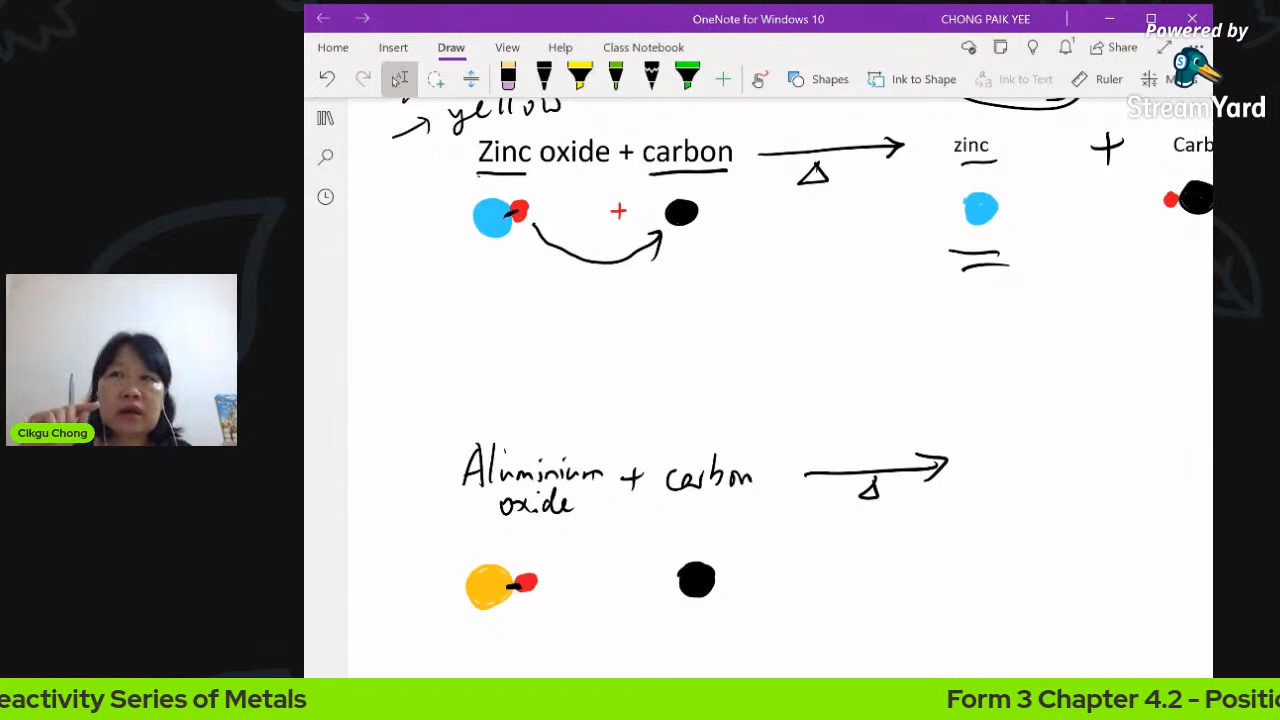 OneNote for Windows 10
CHONG PAIK YEE
Powered by
StreamYard
Home Insert Draw View Help Class Notebook Share
Shapes Ink to Shape Ink to Text Ruler
yellow
Zinc oxide + carbon zinc + Carb
Δ
+
Aluminium + carbon
oxide
Δ
Cikgu Chong
eactivity Series of Metals
Form 3 Chapter 4.2 - Positic